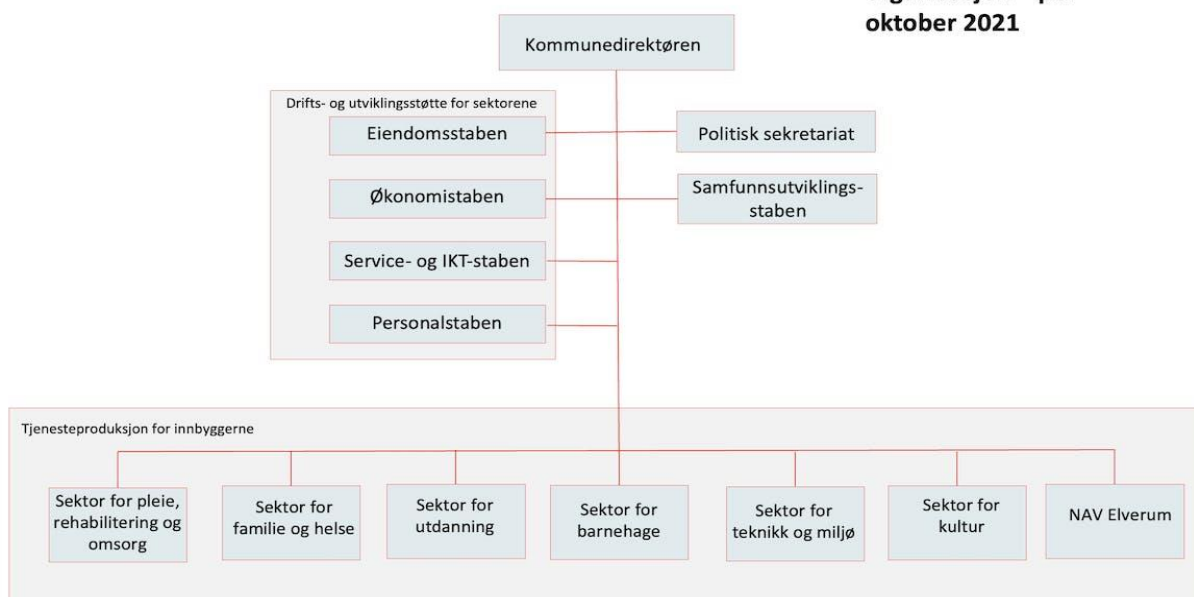 oktober 2021
Kommunedirektøren
Drifts- og utviklingsstøtte for sektorene
Eiendomsstaben
Politisk sekretariat
Økonomistaben
Samfunnsutviklings-
staben
Service- og IKT-staben
Personalstaben
Tjenesteproduksjon for innbyggerne
Sektor for pleie,
rehabilitering og
omsorg
Sektor for
familie og helse
Sektor for
utdanning
Sektor for
barnehage
Sektor for
teknikk og miljø
Sektor for
kultur
NAV Elverum